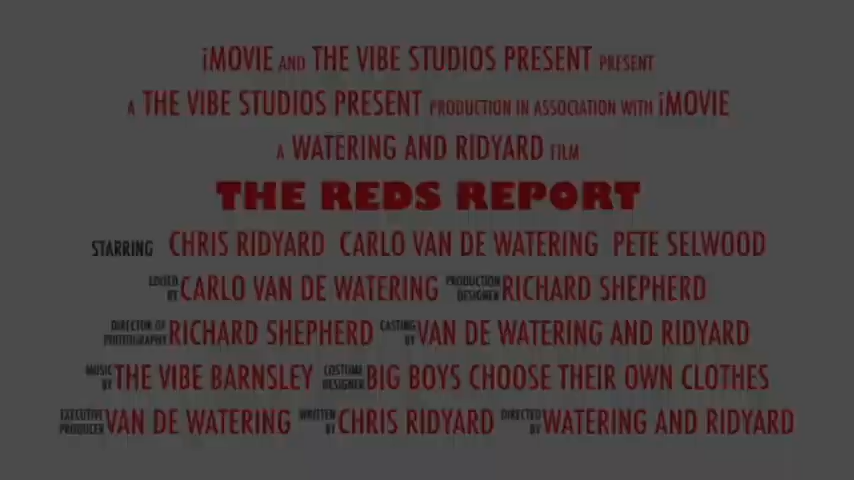 iMOVIE AND THE VIBE STUDIOS PRESENT PRESENT
A THE VIBE STUDIOS PRESENT PRODUCTION IN ASSOCIATION WITH iMOVIE
A WATERING AND RIDYARD FILM
THE REDS REPORT
STARRING CHRIS RIDYARD CARLO VAN DE WATERING PETE SELWOOD
EDITED BY CARLO VAN DE WATERING PRODUCTION DESIGNER RICHARD SHEPHERD
DIRECTOR OF PHOTOGRAPHY RICHARD SHEPHERD CASTING BY VAN DE WATERING AND RIDYARD
MUSIC BY THE VIBE BARNSLEY COSTUME DESIGNER BIG BOYS CHOOSE THEIR OWN CLOTHES
EXECUTIVE PRODUCER VAN DE WATERING WRITTEN BY CHRIS RIDYARD DIRECTED BY WATERING AND RIDYARD